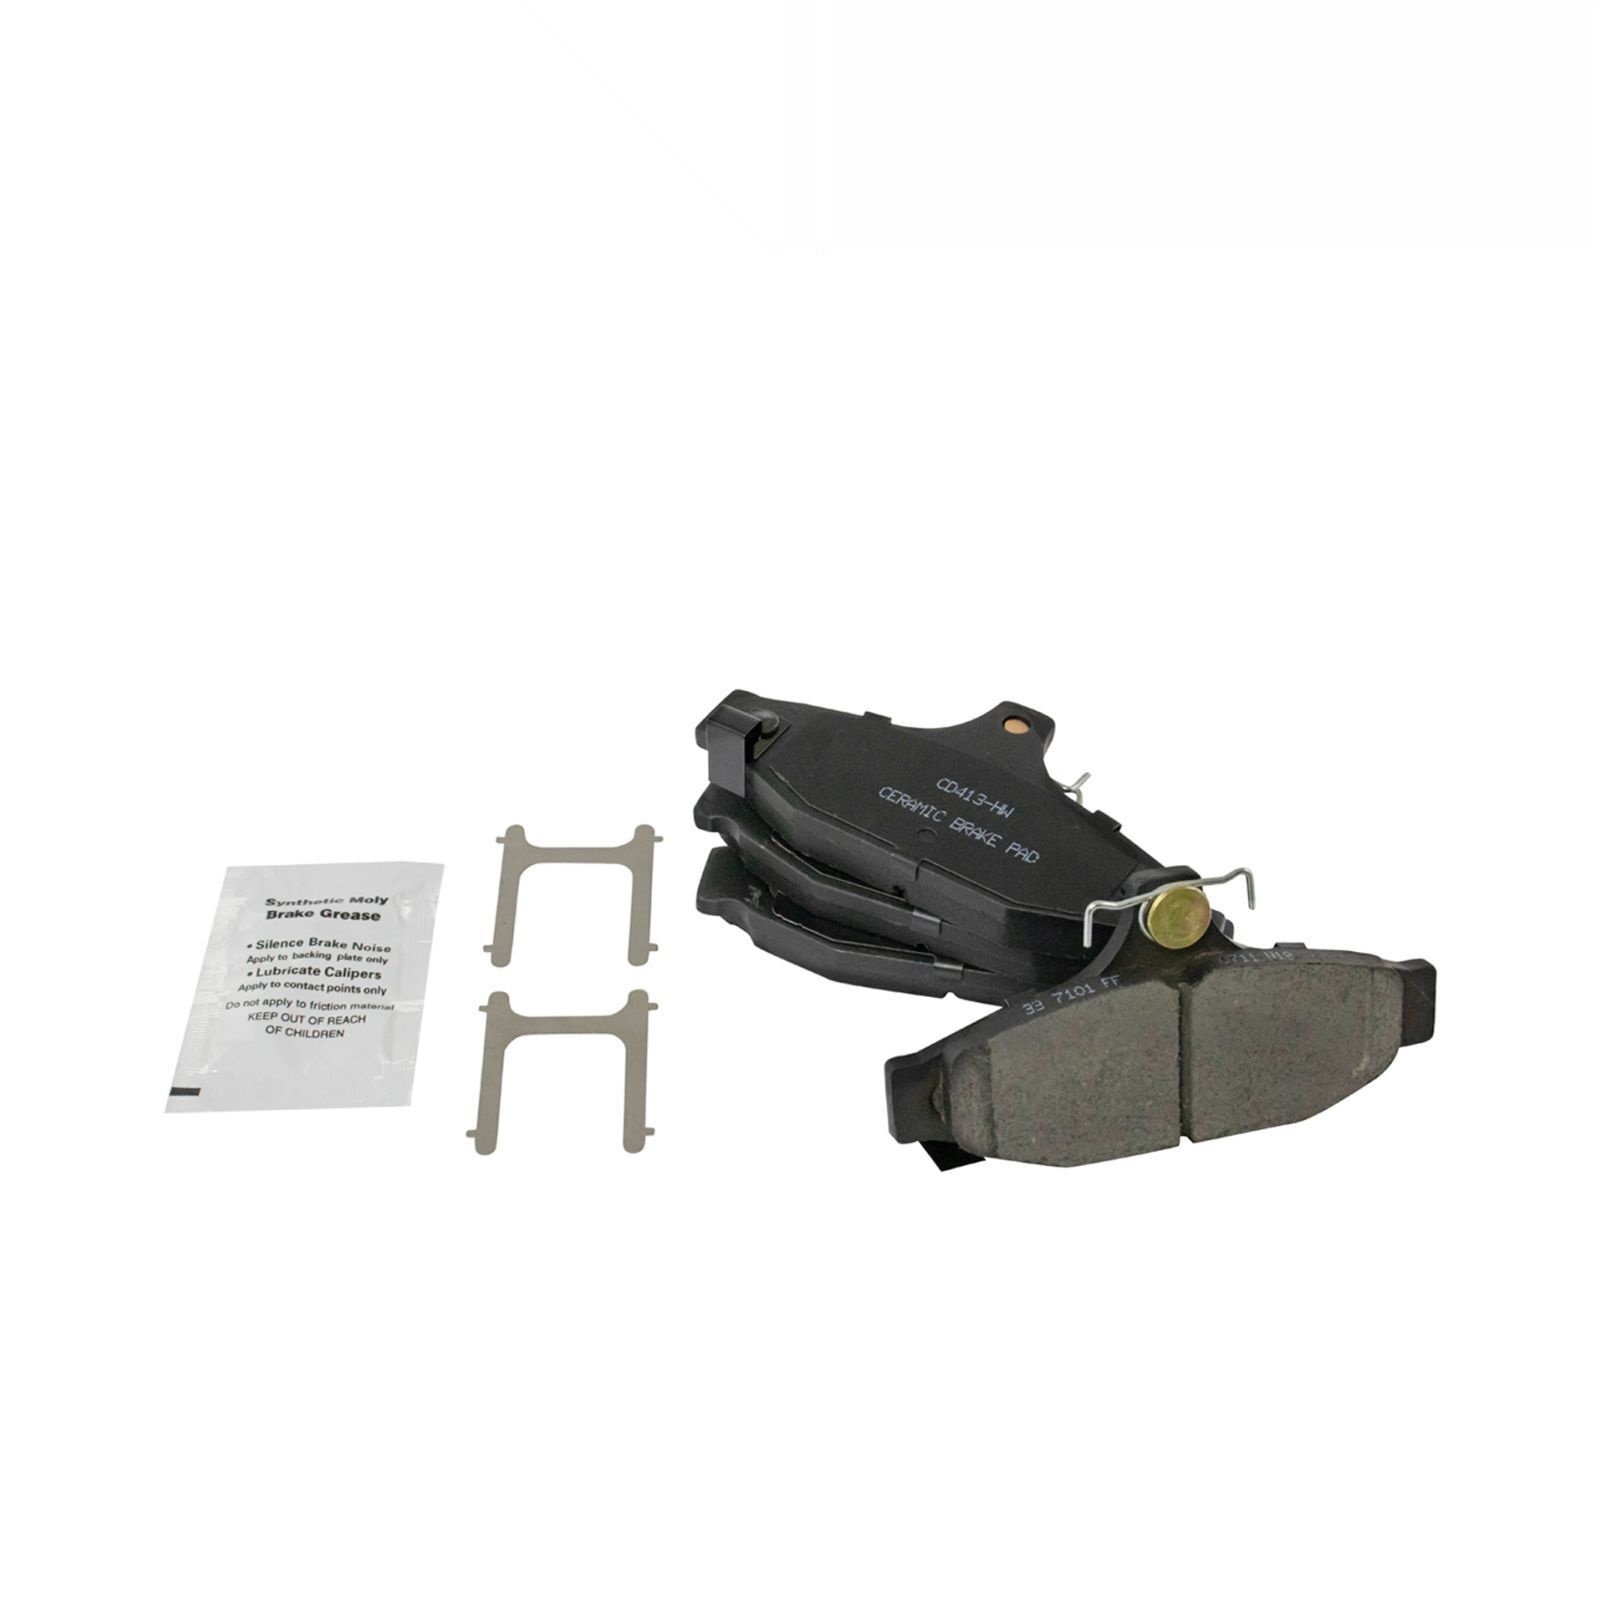 Synthetic Moly
Brake Grease
• Silence Brake Noise
Apply to backing plate only
• Lubricate Calipers
Apply to contact points only
Do not apply to friction material
KEEP OUT OF REACH
OF CHILDREN
CD413-HW
CERAMIC BRAKE PAD
33 7101 FF